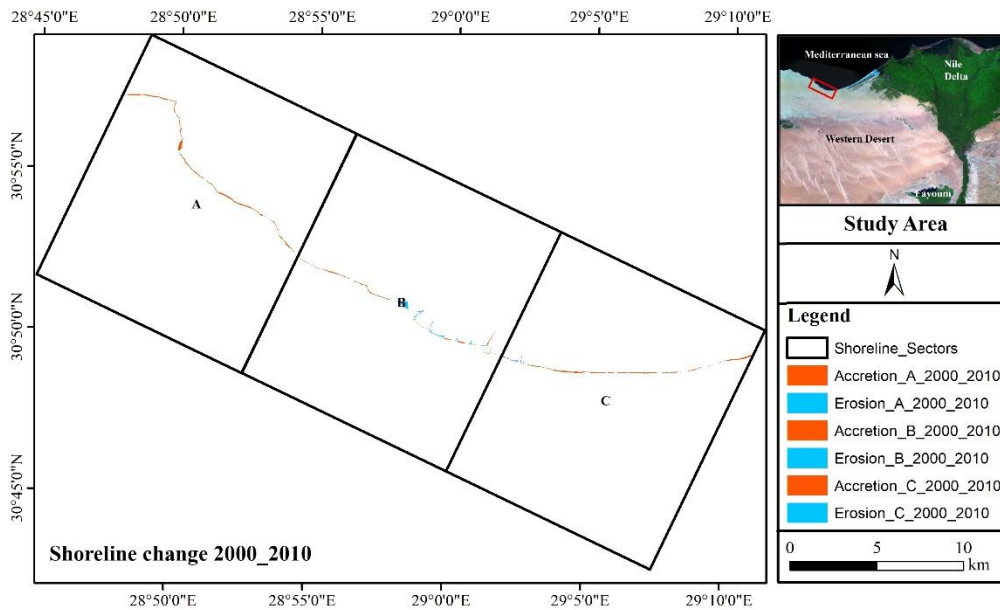 28°45'0"E 28°50'0"E 28°55'0"E 29°0'0"E 29°5'0"E 29°10'0"E
30°55'0"N
30°50'0"N
30°45'0"N
A
B
C
Shoreline change 2000_2010
28°50'0"E 28°55'0"E 29°0'0"E 29°5'0"E 29°10'0"E
Mediterranean sea
Nile
Delta
Western Desert
Fayoum
Study Area
N
Legend
Shoreline_Sectors
Accretion_A_2000_2010
Erosion_A_2000_2010
Accretion_B_2000_2010
Erosion_B_2000_2010
Accretion_C_2000_2010
Erosion_C_2000_2010
0 5 10
km